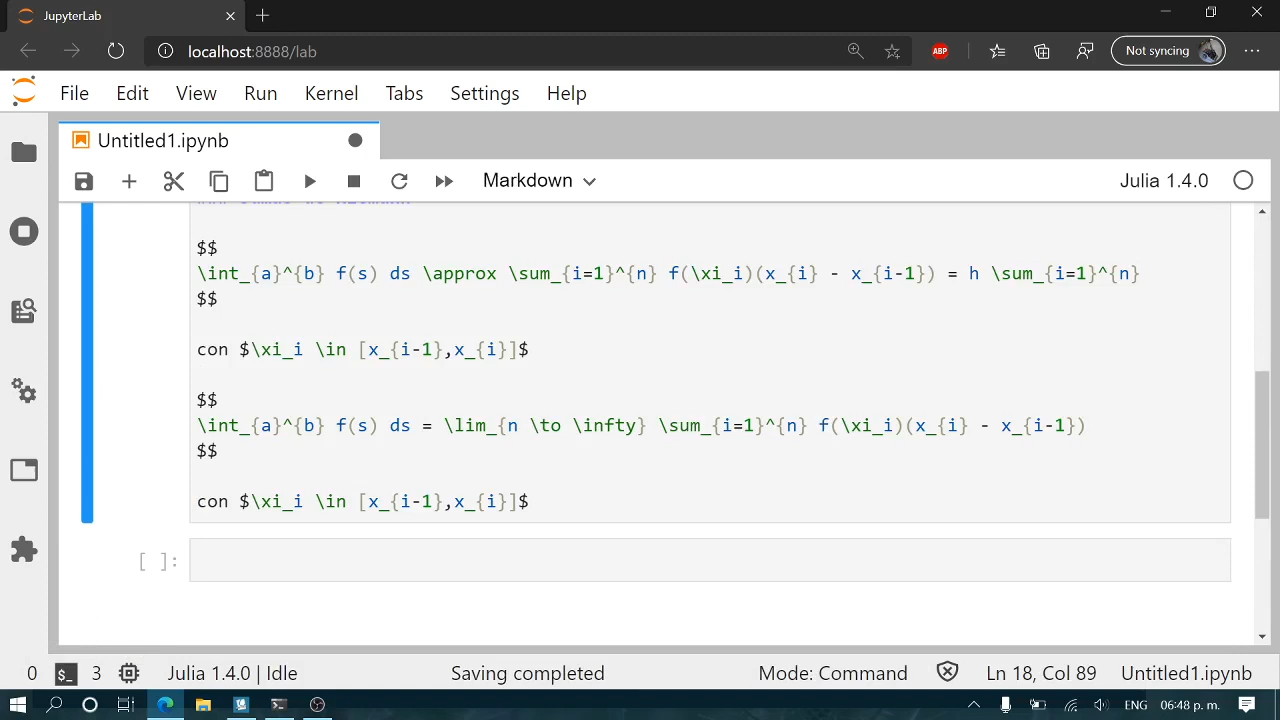 JupyterLab
localhost:8888/lab
ABP
Not syncing
File Edit View Run Kernel Tabs Settings Help
Untitled1.ipynb
Markdown
Julia 1.4.0
$$
\int_{a}^{b} f(s) ds \approx \sum_{i=1}^{n} f(\xi_i)(x_{i} - x_{i-1}) = h \sum_{i=1}^{n}
$$
con $\xi_i \in [x_{i-1},x_{i}]$
$$
\int_{a}^{b} f(s) ds = \lim_{n \to \infty} \sum_{i=1}^{n} f(\xi_i)(x_{i} - x_{i-1})
$$
con $\xi_i \in [x_{i-1},x_{i}]$
[ ]:
0 $_ 3 Julia 1.4.0 | Idle Saving completed Mode: Command Ln 18, Col 89 Untitled1.ipynb
ENG 06:48 p. m.